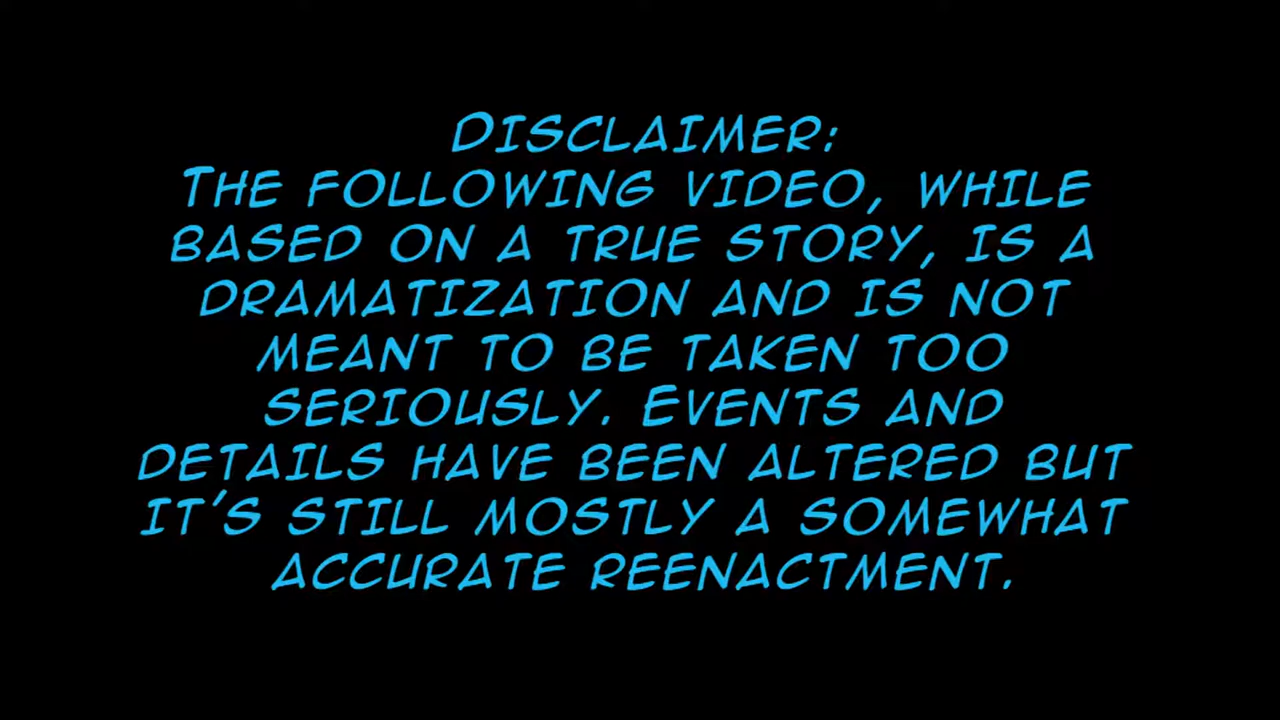 DISCLAIMER:
THE FOLLOWING VIDEO, WHILE
BASED ON A TRUE STORY, IS A
DRAMATIZATION AND IS NOT
MEANT TO BE TAKEN TOO
SERIOUSLY. EVENTS AND
DETAILS HAVE BEEN ALTERED BUT
IT'S STILL MOSTLY A SOMEWHAT
ACCURATE REENACTMENT.